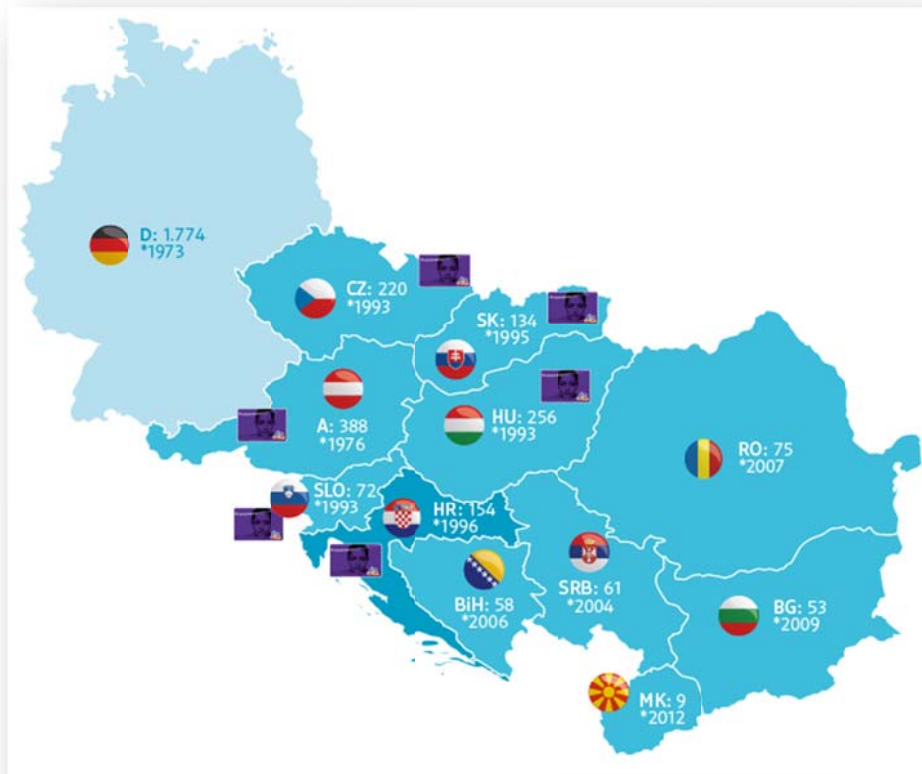 D: 1.774
*1973
CZ: 220
*1993
SK: 134
*1995
A: 388
*1976
HU: 256
*1993
RO: 75
*2007
SLO: 72
*1993
HR: 154
*1996
BiH: 58
*2006
SRB: 61
*2004
BG: 53
*2009
MK: 9
*2012